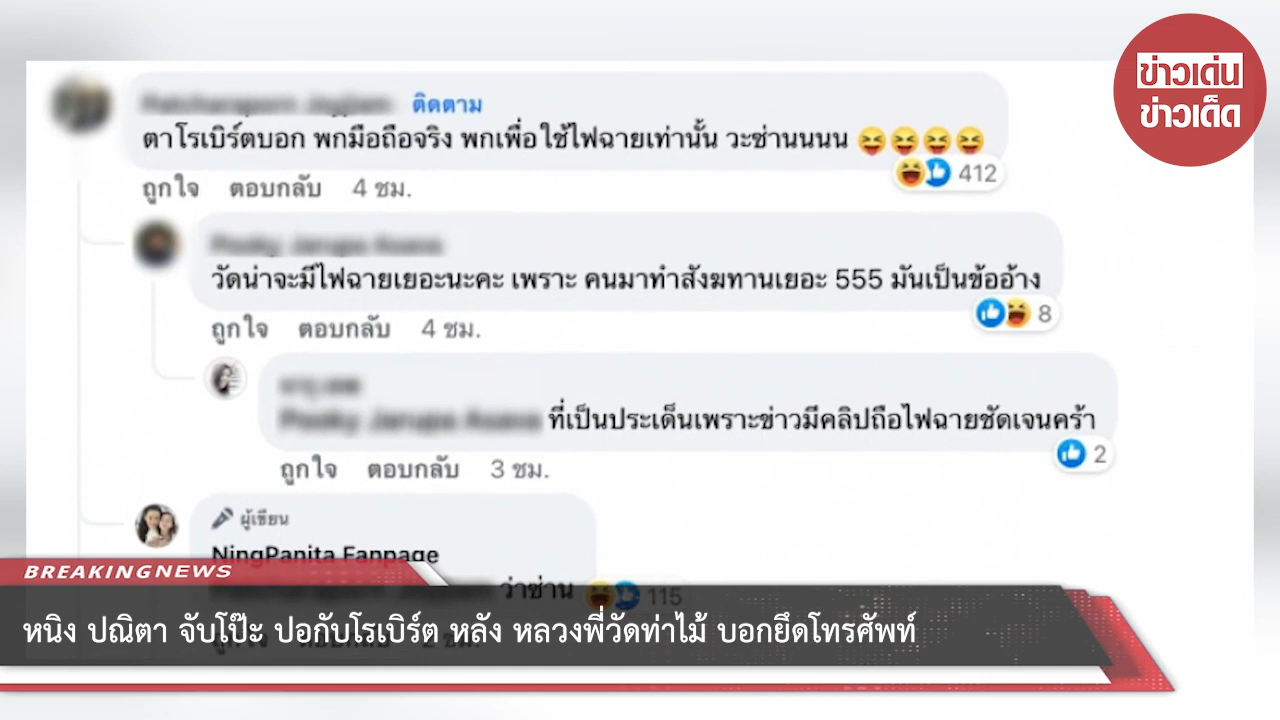 ข่าวเด่น
ข่าวเด็ด
ติดตาม
ตาโรเบิร์ตบอก พกมือถือจริง พกเพื่อใช้ไฟฉายเท่านั้น วะซ่านนนน
412
ถูกใจ ตอบกลับ 4 ชม.
วัดน่าจะมีไฟฉายเยอะนะคะ เพราะ คนมาทำสังฆทานเยอะ 555 มันเป็นข้ออ้าง
8
ถูกใจ ตอบกลับ 4 ชม.
ที่เป็นประเด็นเพราะข่าวมีคลิปถือไฟฉายชัดเจนคร้า
2
ถูกใจ ตอบกลับ 3 ชม.
ผู้เขียน
NingPanita Fanpage
ว่าซ่าน
115
BREAKINGNEWS
หนิง ปณิตา จับโป๊ะ ปอกับโรเบิร์ต หลัง หลวงพี่วัดท่าไม้ บอกยึดโทรศัพท์